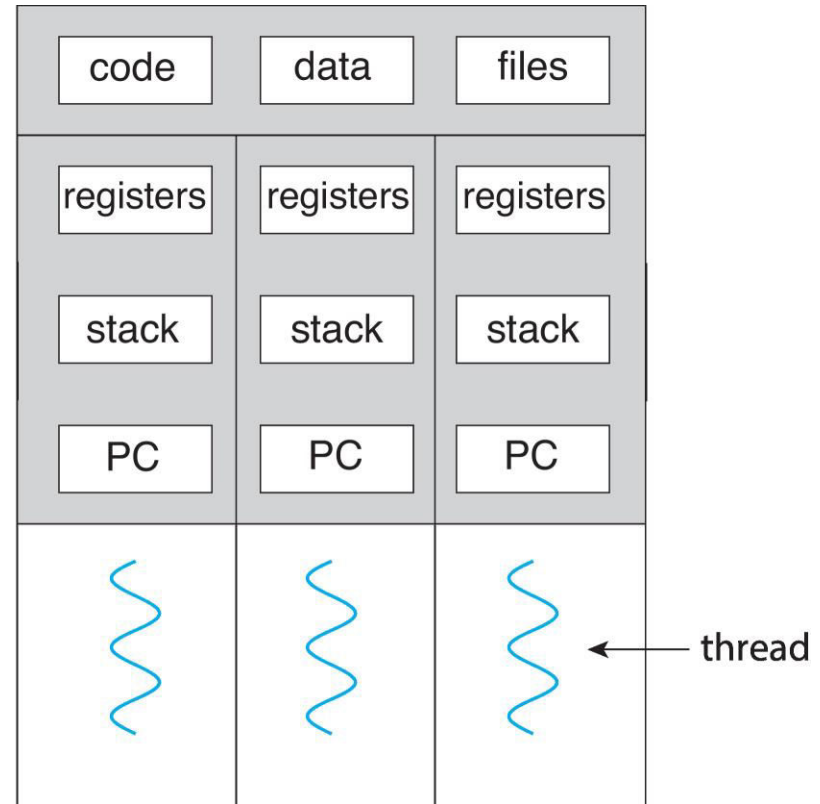 code data files
registers registers registers
stack stack stack
PC PC PC
thread